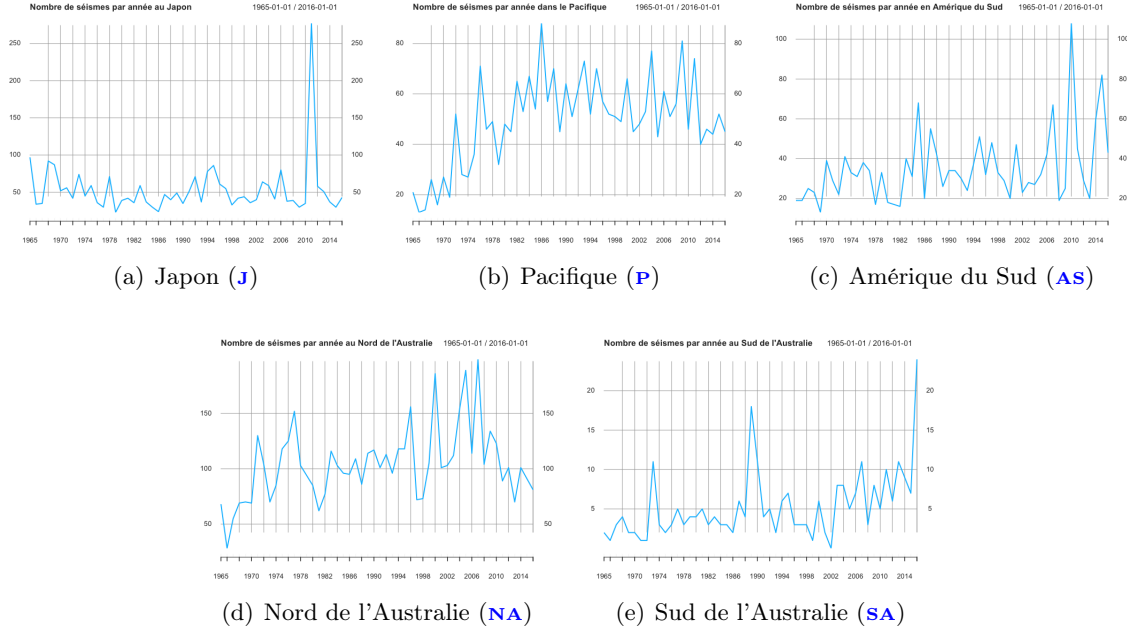 Nombre de séismes par année au Japon 1965-01-01 / 2016-01-01
250 250
200 200
150 150
100 100
50 50
1965 1970 1974 1978 1982 1986 1990 1994 1998 2002 2006 2010 2014
(a) Japon (J)
Nombre de séismes par année dans le Pacifique 1965-01-01 / 2016-01-01
80 80
60 60
40 40
20 20
1965 1970 1974 1978 1982 1986 1990 1994 1998 2002 2006 2010 2014
(b) Pacifique (P)
Nombre de séismes par année en Amérique du Sud 1965-01-01 / 2016-01-01
100 100
80 80
60 60
40 40
20 20
1965 1970 1974 1978 1982 1986 1990 1994 1998 2002 2006 2010 2014
(c) Amérique du Sud (AS)
Nombre de séismes par année au Nord de l'Australie 1965-01-01 / 2016-01-01
150 150
100 100
50 50
1965 1970 1974 1978 1982 1986 1990 1994 1998 2002 2006 2010 2014
(d) Nord de l'Australie (NA)
Nombre de séismes par année au Sud de l'Australie 1965-01-01 / 2016-01-01
20 20
15 15
10 10
5 5
1965 1970 1974 1978 1982 1986 1990 1994 1998 2002 2006 2010 2014
(e) Sud de l'Australie (SA)